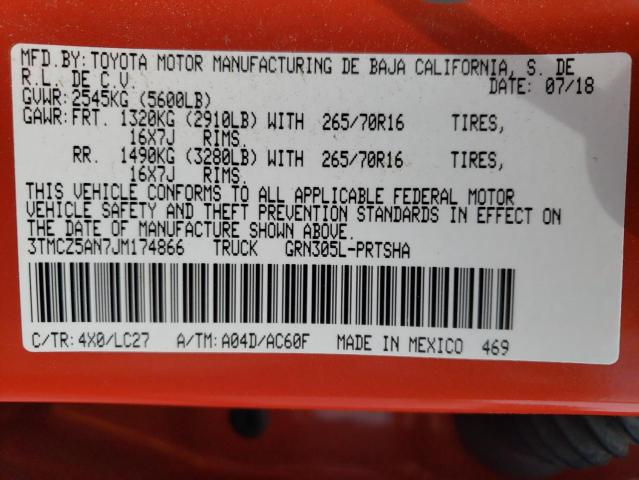 MFD.BY:TOYOTA MOTOR MANUFACTURING DE BAJA CALIFORNIA, S. DE
R.L. DE C.V. DATE: 07/18
GVWR:2545KG (5600LB)
GAWR:FRT. 1320KG (2910LB) WITH 265/70R16 TIRES,
16X7J RIMS.
RR. 1490KG (3280LB) WITH 265/70R16 TIRES,
16X7J RIMS.
THIS VEHICLE CONFORMS TO ALL APPLICABLE FEDERAL MOTOR
VEHICLE SAFETY AND THEFT PREVENTION STANDARDS IN EFFECT ON
THE DATE OF MANUFACTURE SHOWN ABOVE.
3TMCZ5AN7JM174866 TRUCK GRN305L-PRTSHA
C/TR:4X0/LC27 A/TM:A04D/AC60F MADE IN MEXICO 469